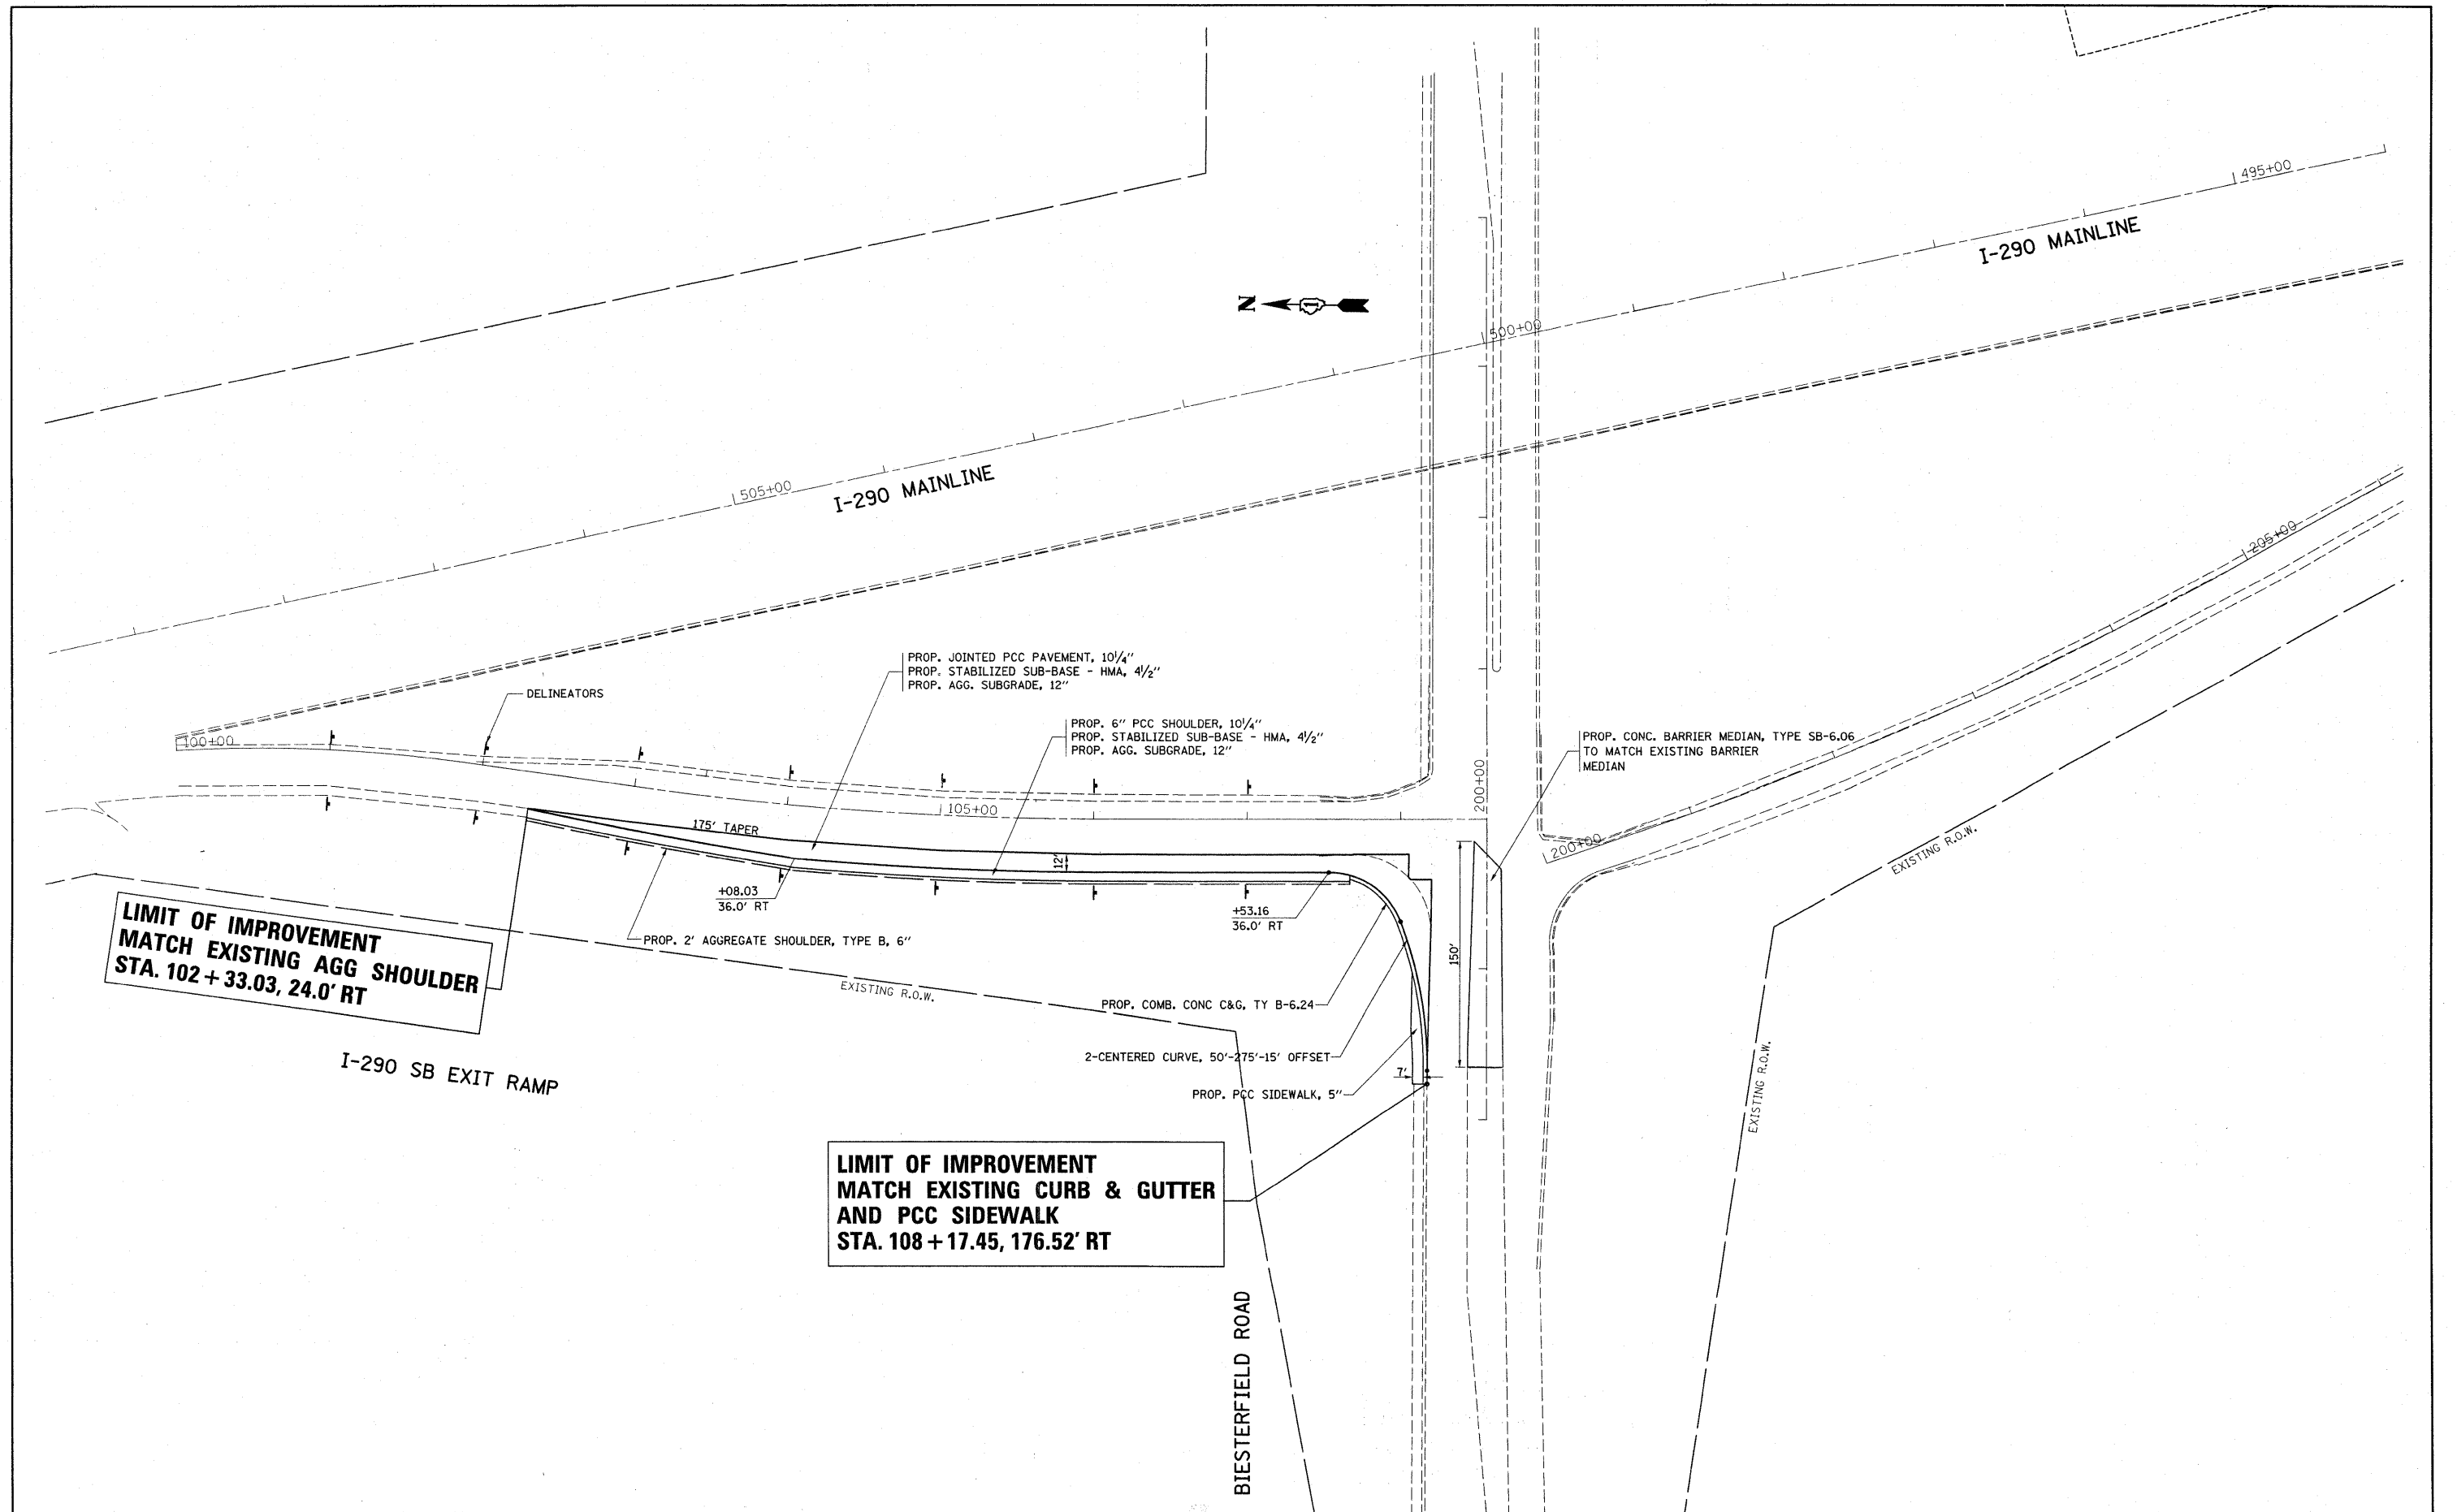 495+00
I-290 MAINLINE
N
500+00
I-290 MAINLINE
505+00
205+00
PROP. JOINTED PCC PAVEMENT, 10¼"
PROP. STABILIZED SUB-BASE - HMA, 4½"
PROP. AGG. SUBGRADE, 12"
DELINEATORS
PROP. 6" PCC SHOULDER, 10¼"
PROP. STABILIZED SUB-BASE - HMA, 4½"
PROP. AGG. SUBGRADE, 12"
PROP. CONC. BARRIER MEDIAN, TYPE SB-6.06
TO MATCH EXISTING BARRIER
MEDIAN
100+00
200+00
105+00
175' TAPER
12'
200+00
EXISTING R.O.W.
+08.03
36.0' RT
+53.16
36.0' RT
150'
PROP. 2' AGGREGATE SHOULDER, TYPE B, 6"
LIMIT OF IMPROVEMENT
MATCH EXISTING AGG SHOULDER
STA. 102+33.03, 24.0' RT
EXISTING R.O.W.
PROP. COMB. CONC C&G, TY B-6.24
2-CENTERED CURVE, 50'-275'-15' OFFSET
7'
PROP. PCC SIDEWALK, 5"
I-290 SB EXIT RAMP
EXISTING R.O.W.
LIMIT OF IMPROVEMENT
MATCH EXISTING CURB & GUTTER
AND PCC SIDEWALK
STA. 108+17.45, 176.52' RT
BIESTERFIELD ROAD